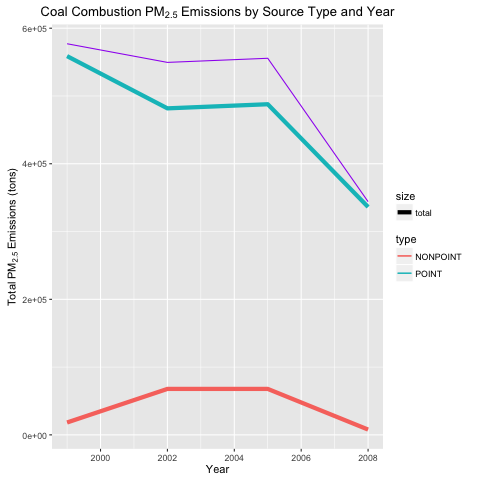 Coal Combustion PM2.5 Emissions by Source Type and Year
6e+05
4e+05
2e+05
0e+00
Total PM2.5 Emissions (tons)
2000
2002
2004
2006
2008
Year
size
total
type
NONPOINT
POINT